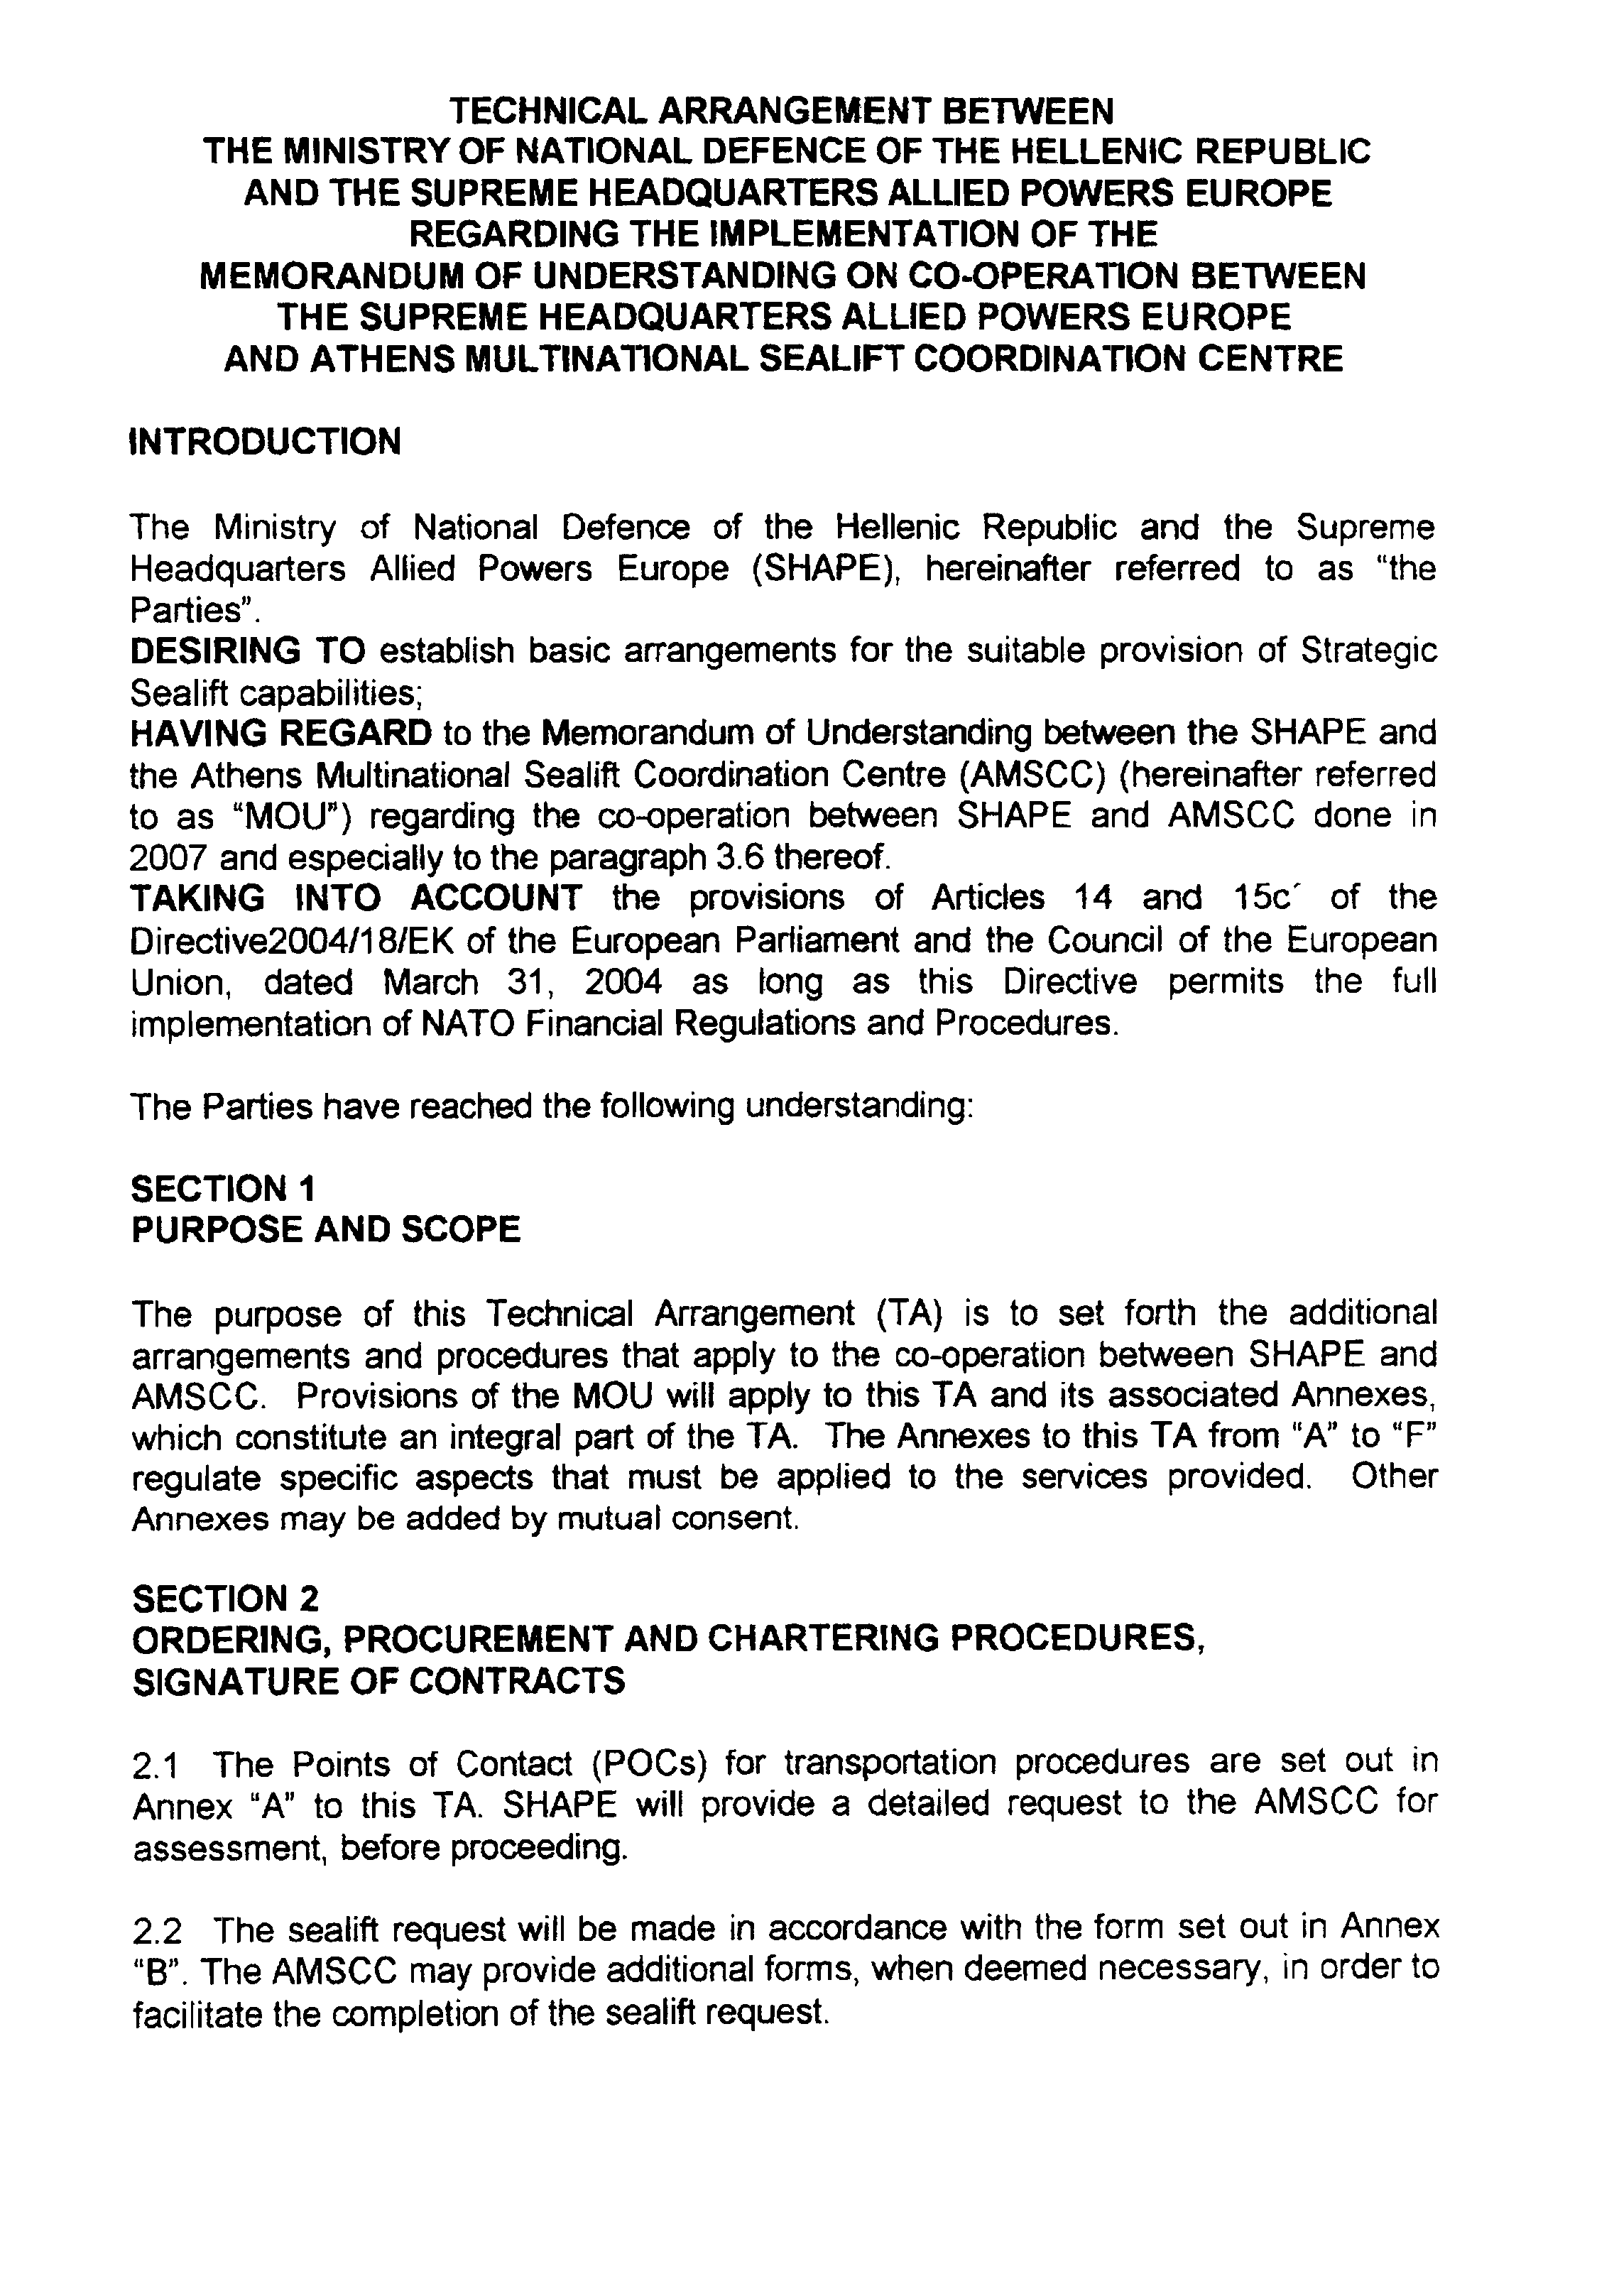 TECHNICAL ARRANGEMENT BETWEEN
THE MINISTRY OF NATIONAL DEFENCE OF THE HELLENIC REPUBLIC
AND THE SUPREME HEADQUARTERS ALLIED POWERS EUROPE
REGARDING THE IMPLEMENTATION OF THE
MEMORANDUM OF UNDERSTANDING ON CO-OPERATION BETWEEN
THE SUPREME HEADQUARTERS ALLIED POWERS EUROPE
AND ATHENS MULTINATIONAL SEALIFT COORDINATION CENTRE
INTRODUCTION
The Ministry of National Defence of the Hellenic Republic and the Supreme
Headquarters Allied Powers Europe (SHAPE), hereinafter referred to as “the
Parties”.
DESIRING TO establish basic arrangements for the suitable provision of Strategic
Sealift capabilities;
HAVING REGARD to the Memorandum of Understanding between the SHAPE and
the Athens Multinational Sealift Coordination Centre (AMSCC) (hereinafter referred
to as “MOU”) regarding the co-operation between SHAPE and AMSCC done in
2007 and especially to the paragraph 3.6 thereof.
TAKING INTO ACCOUNT the provisions of Articles 14 and 15c΄ of the
Directive2004/18/EK of the European Parliament and the Council of the European
Union, dated March 31, 2004 as long as this Directive permits the full
implementation of NATO Financial Regulations and Procedures.
The Parties have reached the following understanding:
SECTION 1
PURPOSE AND SCOPE
The purpose of this Technical Arrangement (TA) is to set forth the additional
arrangements and procedures that apply to the co-operation between SHAPE and
AMSCC. Provisions of the MOU will apply to this TA and its associated Annexes,
which constitute an integral part of the TA. The Annexes to this TA from “A” to “F”
regulate specific aspects that must be applied to the services provided. Other
Annexes may be added by mutual consent.
SECTION 2
ORDERING, PROCUREMENT AND CHARTERING PROCEDURES,
SIGNATURE OF CONTRACTS
2.1 The Points of Contact (POCs) for transportation procedures are set out in
Annex “A” to this TA. SHAPE will provide a detailed request to the AMSCC for
assessment, before proceeding.
2.2 The sealift request will be made in accordance with the form set out in Annex
“B”. The AMSCC may provide additional forms, when deemed necessary, in order to
facilitate the completion of the sealift request.